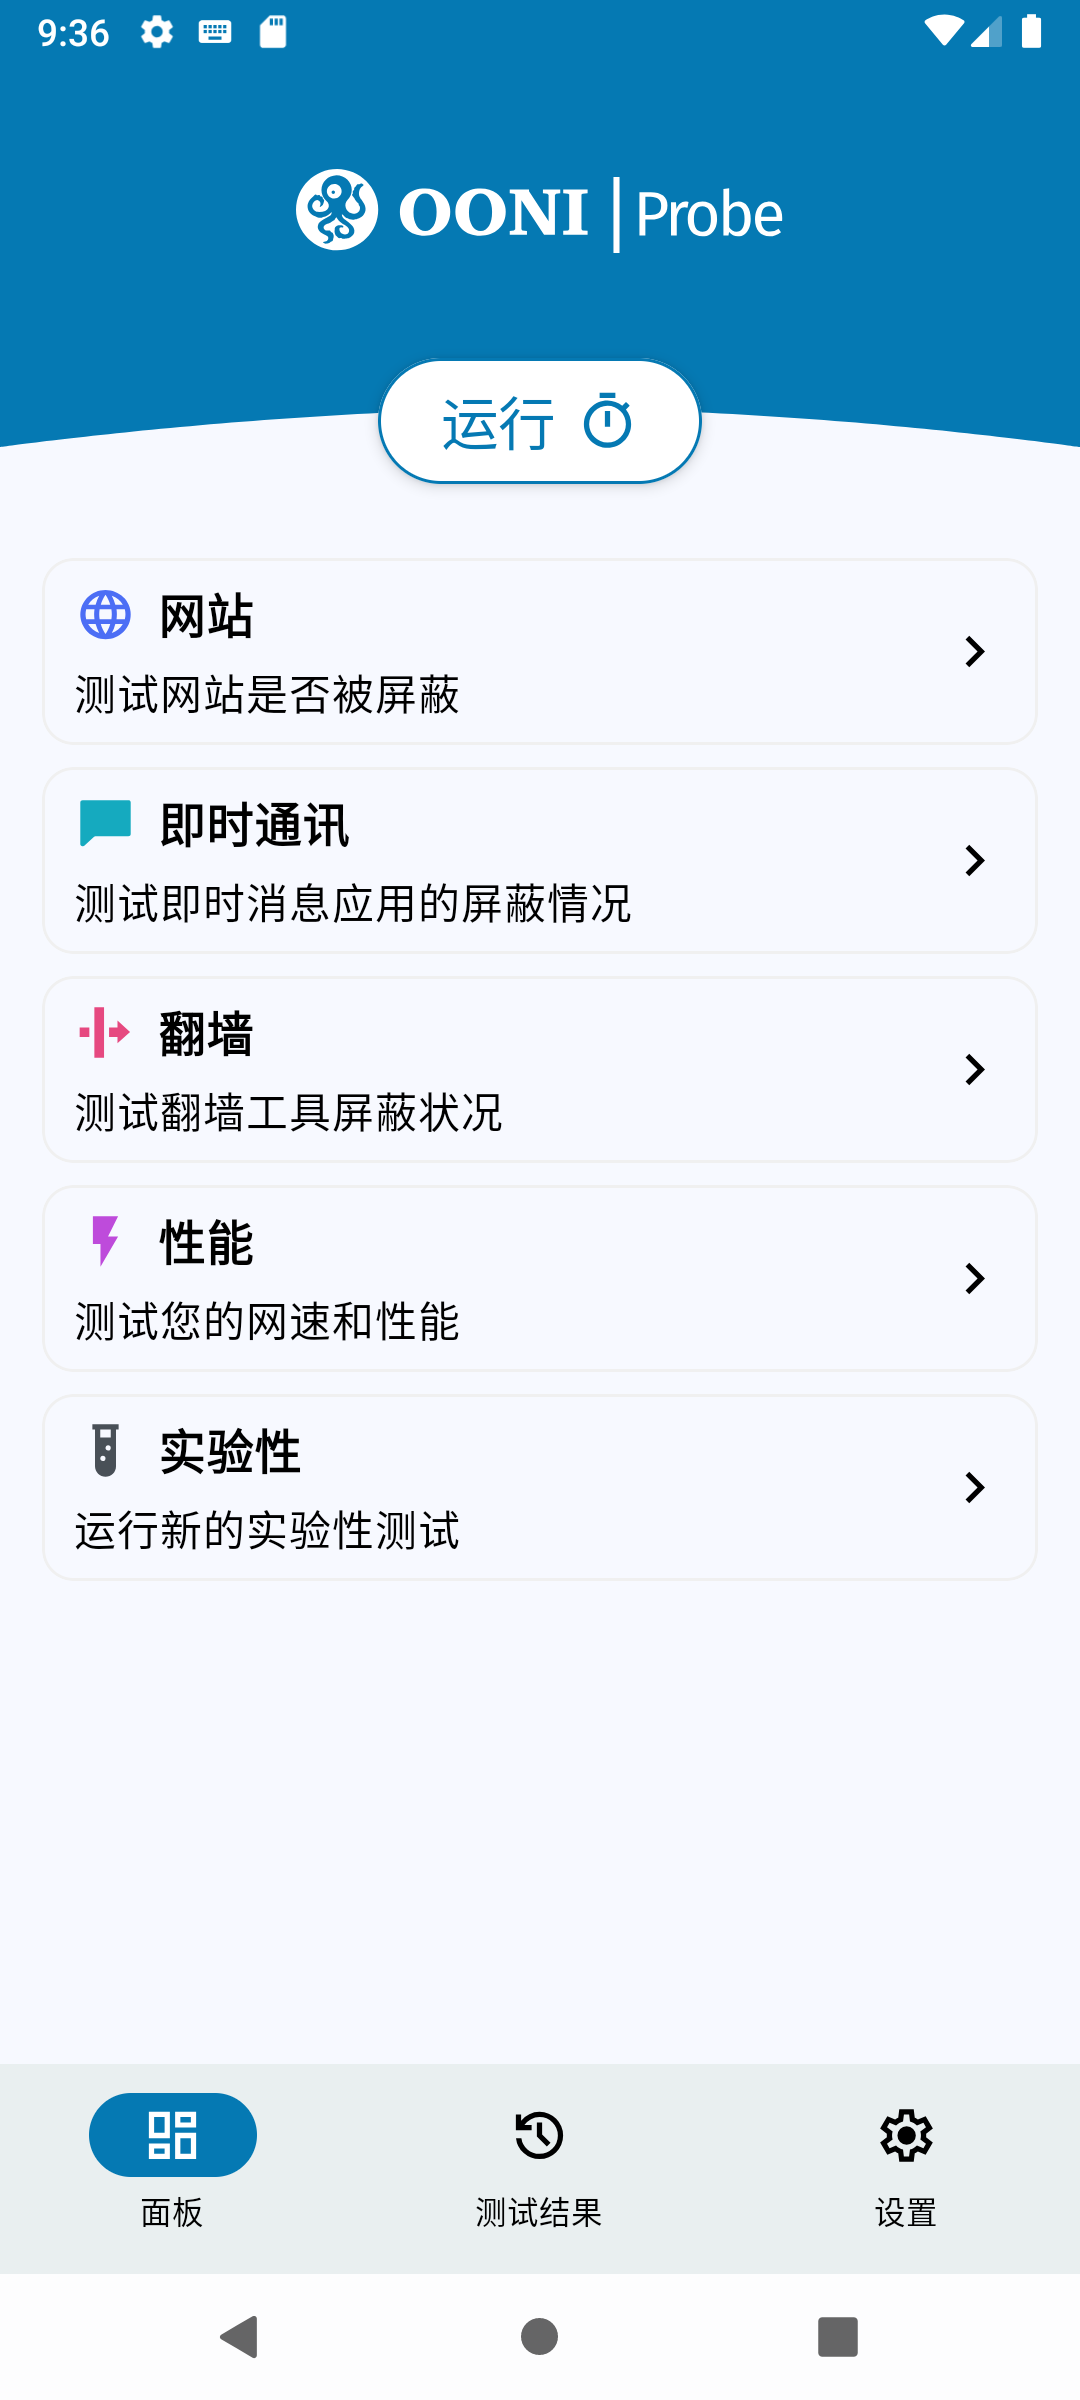 9:36
OONI | Probe
运行
网站
测试网站是否被屏蔽
即时通讯
测试即时消息应用的屏蔽情况
翻墙
测试翻墙工具屏蔽状况
性能
测试您的网速和性能
实验性
运行新的实验性测试
面板
测试结果
设置